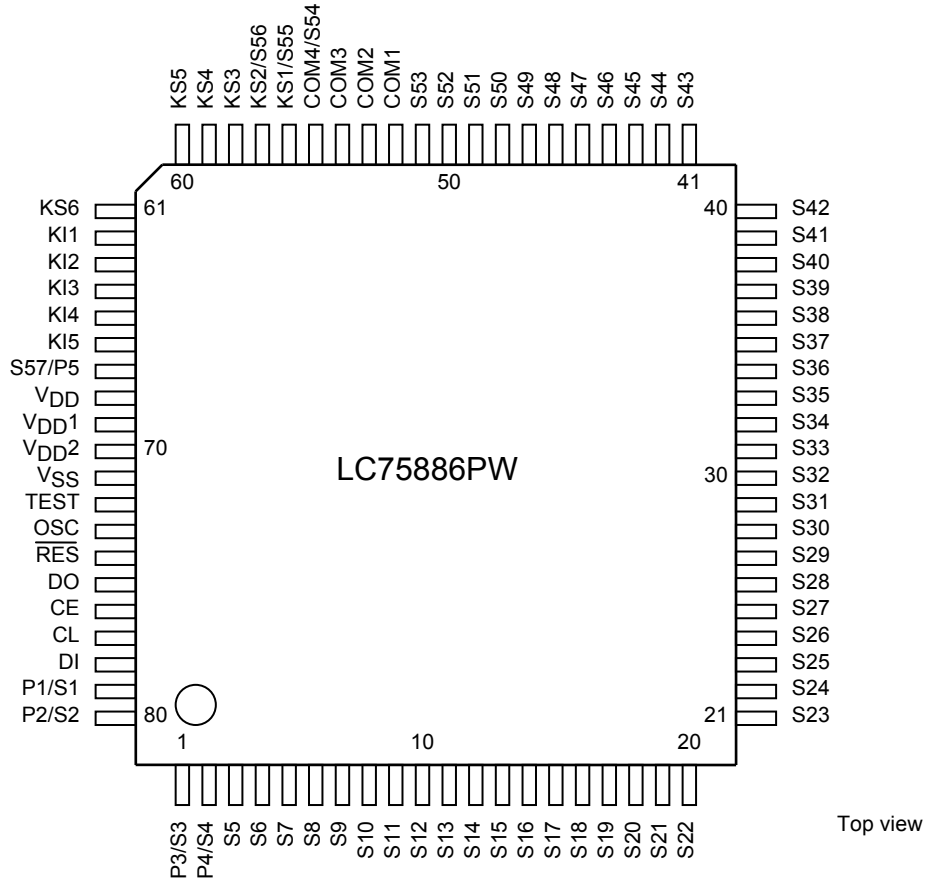 KS5
KS4
KS3
KS2/S56
KS1/S55
COM4/S54
COM3
COM2
COM1
S53
S52
S51
S50
S49
S48
S47
S46
S45
S44
S43
60
50
41
KS6
61
40
S42
KI1
S41
KI2
S40
KI3
S39
KI4
S38
KI5
S37
S57/P5
S36
VDD
S35
VDD1
S34
VDD2
70
S33
LC75886PW
VSS
30
S32
TEST
S31
OSC
S30
RES
S29
DO
S28
CE
S27
CL
S26
DI
S25
P1/S1
S24
P2/S2
80
21
S23
1
10
20
P3/S3
P4/S4
S5
S6
S7
S8
S9
S10
S11
S12
S13
S14
S15
S16
S17
S18
S19
S20
S21
S22
Top view